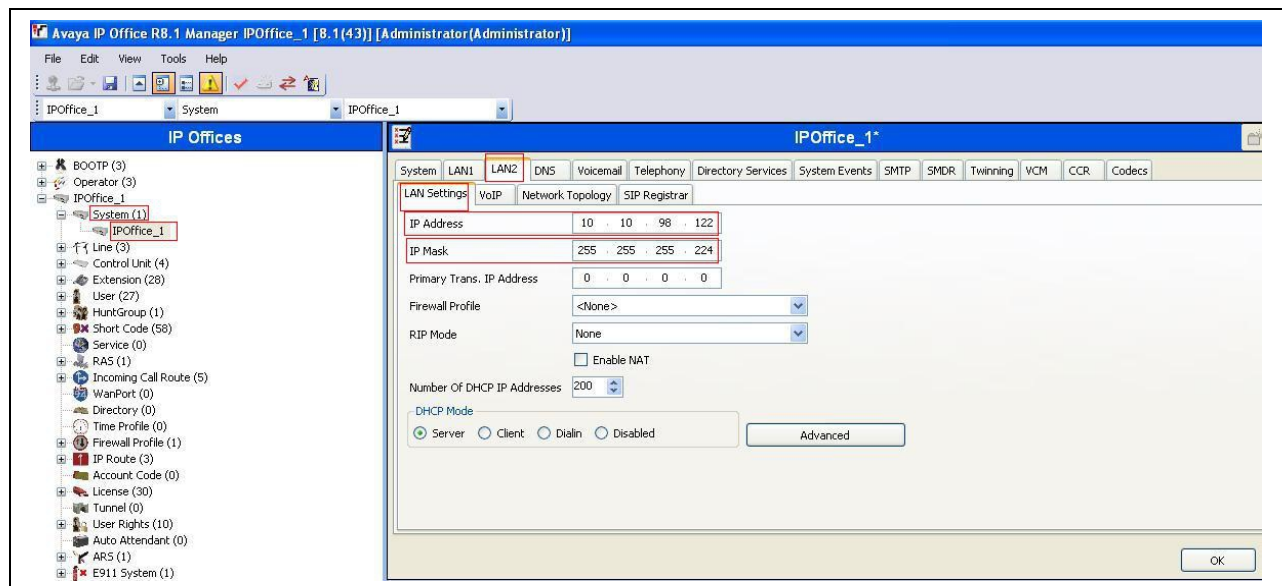 Avaya IP Office R8.1 Manager IPOffice_1 [8.1(43)] [Administrator(Administrator)]
File Edit View Tools Help
IPOffice_1 System IPOffice_1
IP Offices
BOOTP (3)
Operator (3)
IPOffice_1
System (1)
IPOffice_1
Line (3)
Control Unit (4)
Extension (28)
User (27)
HuntGroup (1)
Short Code (58)
Service (0)
RAS (1)
Incoming Call Route (5)
WanPort (0)
Directory (0)
Time Profile (0)
Firewall Profile (1)
IP Route (3)
Account Code (0)
License (30)
Tunnel (0)
User Rights (10)
Auto Attendant (0)
ARS (1)
E911 System (1)
IPOffice_1*
System LAN1 LAN2 DNS Voicemail Telephony Directory Services System Events SMTP SMDR Twinning VCM CCR Codecs
LAN Settings VoIP Network Topology SIP Registrar
IP Address 10 . 10 . 98 . 122
IP Mask 255 . 255 . 255 . 224
Primary Trans. IP Address 0 . 0 . 0 . 0
Firewall Profile <None>
RIP Mode None
Enable NAT
Number Of DHCP IP Addresses 200
DHCP Mode
Server Client Dialin Disabled
Advanced
OK